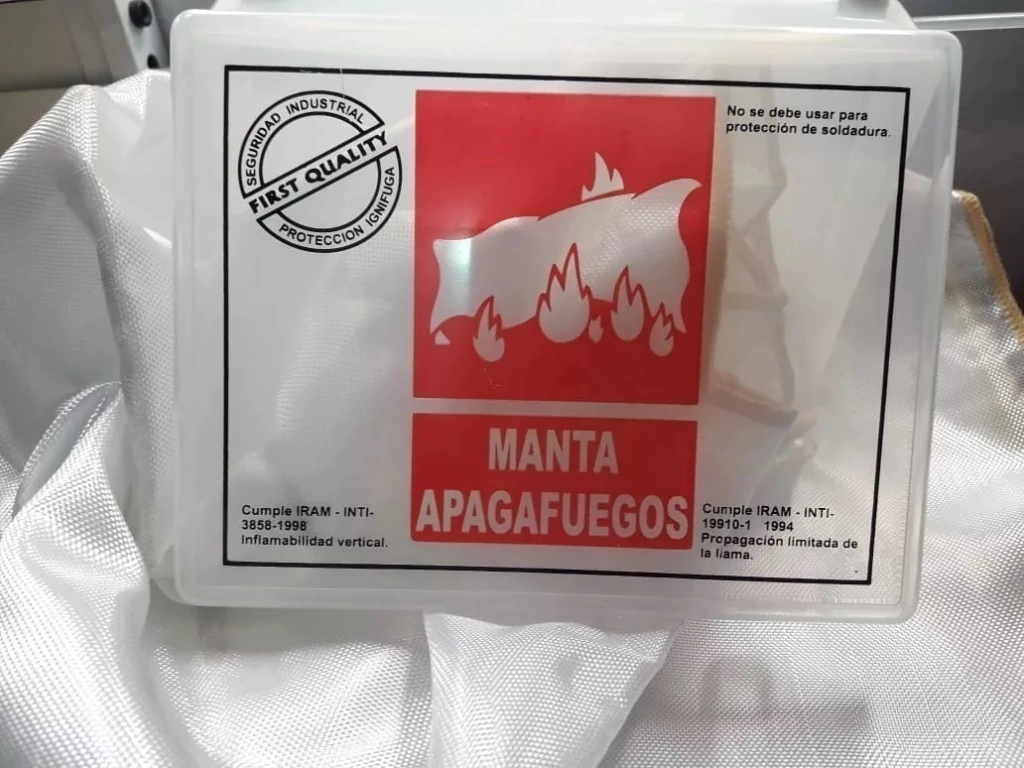 SEGURIDAD INDUSTRIAL
FIRST QUALITY
PROTECCION IGNIFUGA
No se debe usar para
protección de soldadura.
MANTA
APAGAFUEGOS
Cumple IRAM - INTI-
3858-1998
Inflamabilidad vertical.
Cumple IRAM - INTI-
19910-1 1994
Propagación limitada de
la llama.